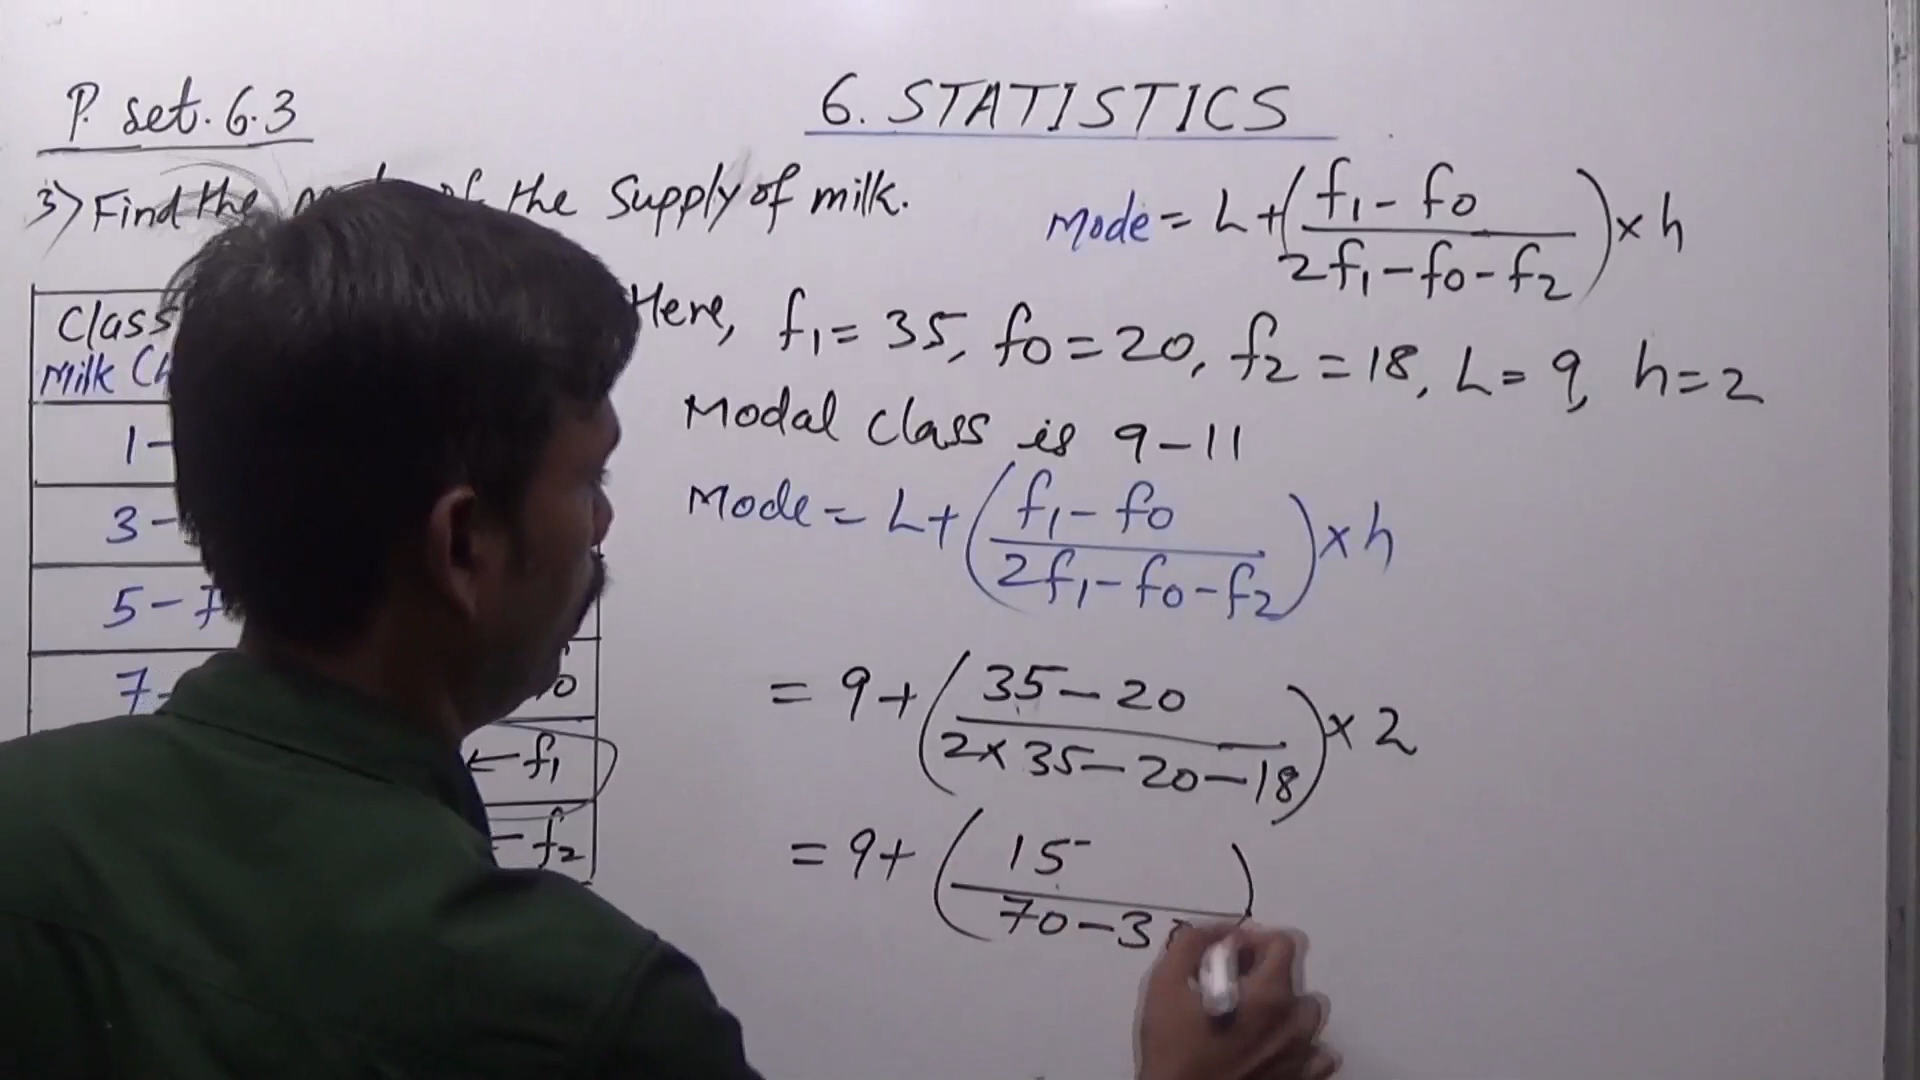 P. set. 6.3
6. STATISTICS
3) Find the of the Supply of milk.
Mode = L + ( f1 - f0 / 2f1 - f0 - f2 ) × h
Class
Milk
1 -
3 -
5 - 7
7 -
← f1
← f2
Here, f1 = 35, f0 = 20, f2 = 18, L = 9, h = 2
Modal class is 9 - 11
Mode = L + ( f1 - f0 / 2f1 - f0 - f2 ) × h
= 9 + ( 35 - 20 / 2 × 35 - 20 - 18 ) × 2
= 9 + ( 15 / 70 - 3 )